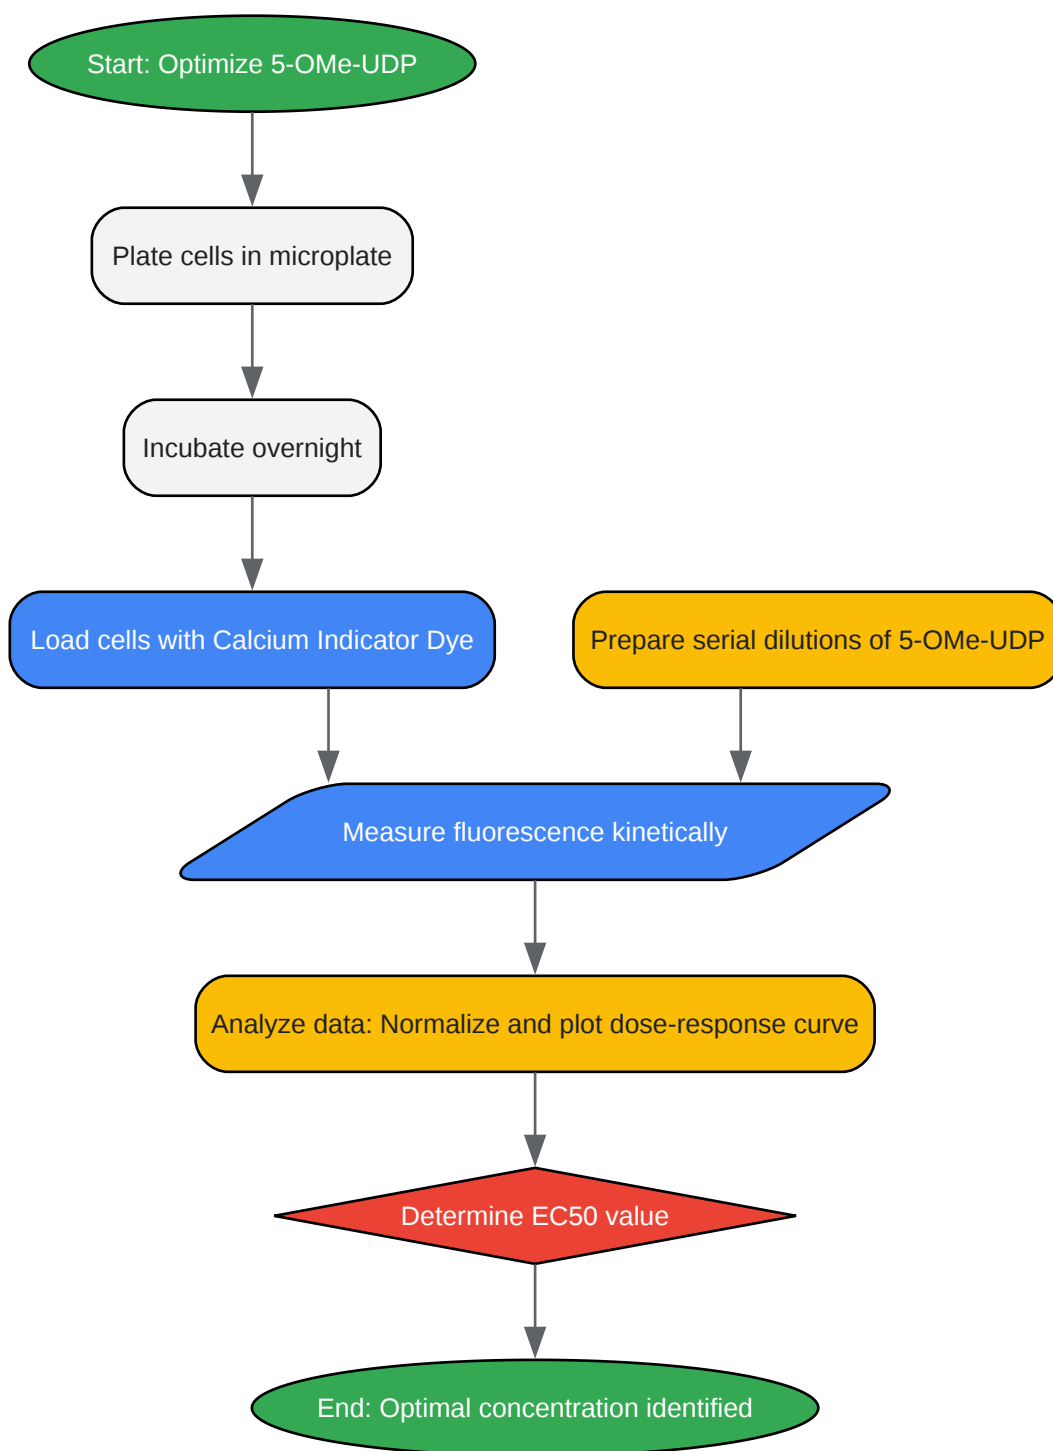 Start: Optimize 5-OMe-UDP
Plate cells in microplate
Incubate overnight
Load cells with Calcium Indicator Dye
Prepare serial dilutions of 5-OMe-UDP
Measure fluorescence kinetically
Analyze data: Normalize and plot dose-response curve
Determine EC50 value
End: Optimal concentration identified